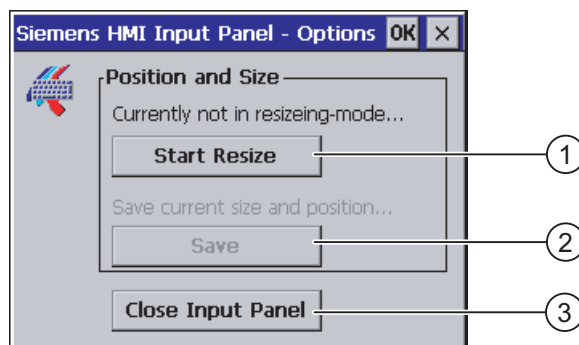 Siemens HMI Input Panel - Options OK ×
Position and Size
Currently not in resizeing-mode...
Start Resize
1
Save current size and position...
Save
2
Close Input Panel
3